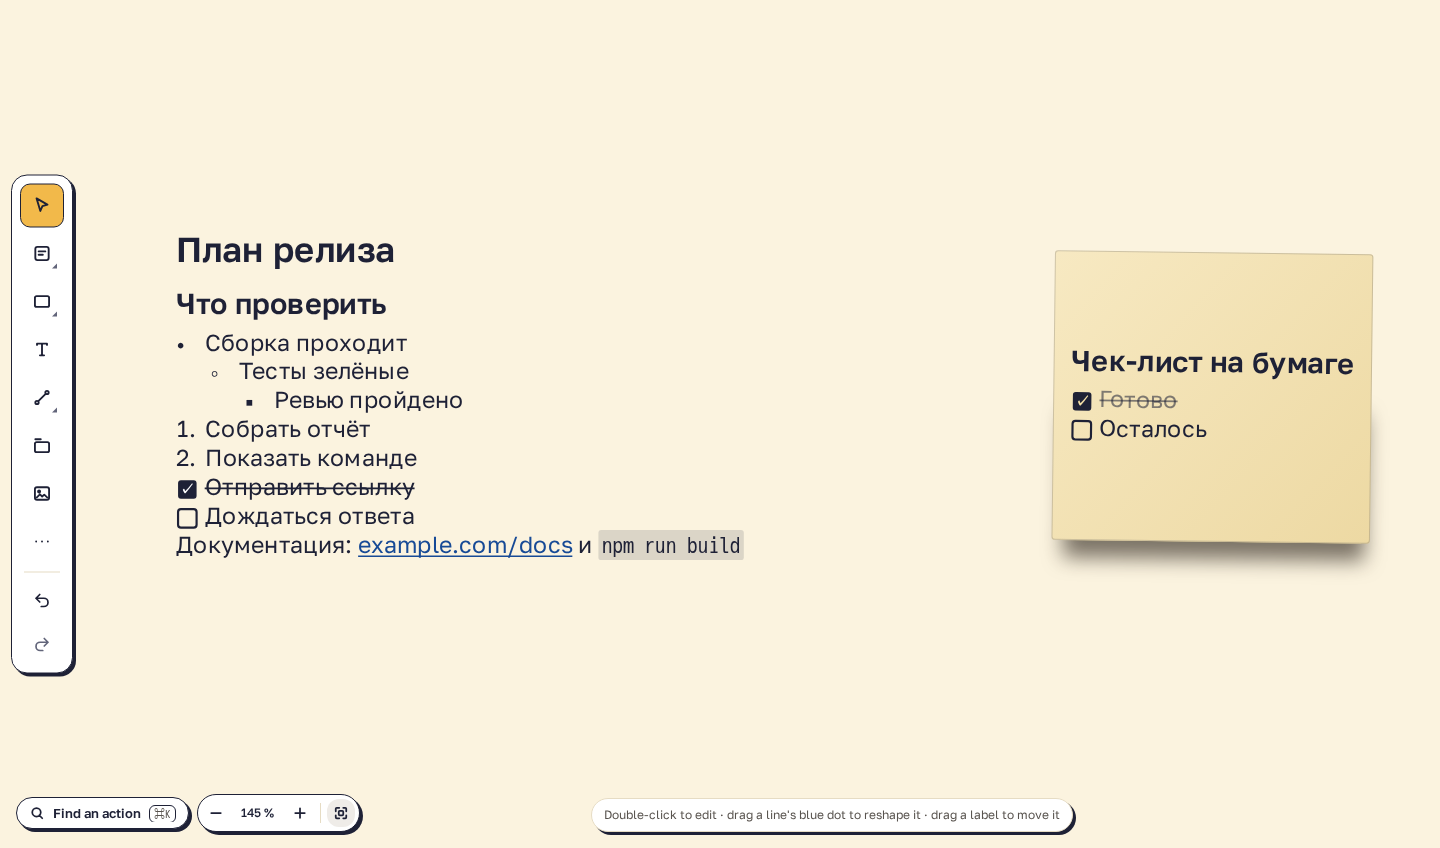 План релиза
Что проверить
• Сборка проходит
◦ Тесты зелёные
▪ Ревью пройдено
1. Собрать отчёт
2. Показать команде
☑ Отправить ссылку
☐ Дождаться ответа
Документация: example.com/docs и npm run build
Чек-лист на бумаге
☑ Готово
☐ Осталось
T
Find an action ⌘K
145 %
Double-click to edit · drag a line's blue dot to reshape it · drag a label to move it